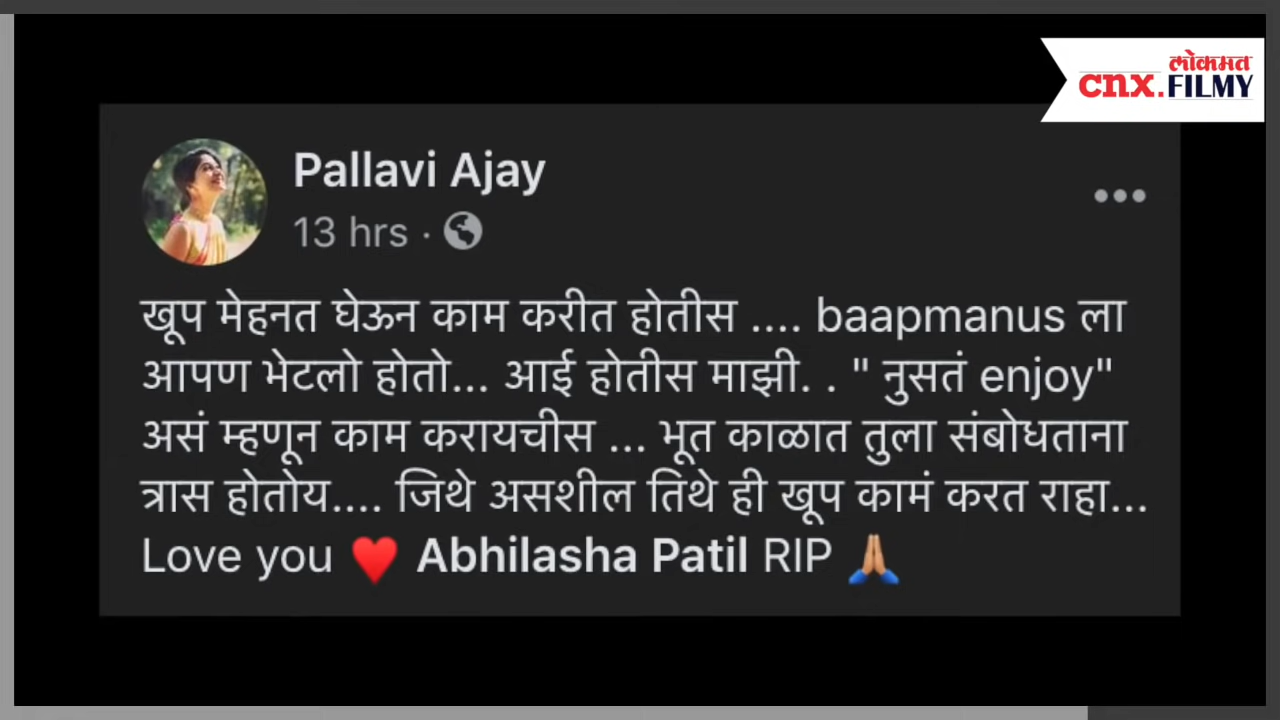 लोकमत
cnx.FILMY
Pallavi Ajay
13 hrs ·
खूप मेहनत घेऊन काम करीत होतीस .... baapmanus ला
आपण भेटलो होतो... आई होतीस माझी. . " नुसतं enjoy"
असं म्हणून काम करायचीस ... भूत काळात तुला संबोधताना
त्रास होतोय.... जिथे असशील तिथे ही खूप कामं करत राहा...
Love you ♥️ Abhilasha Patil RIP 🙏